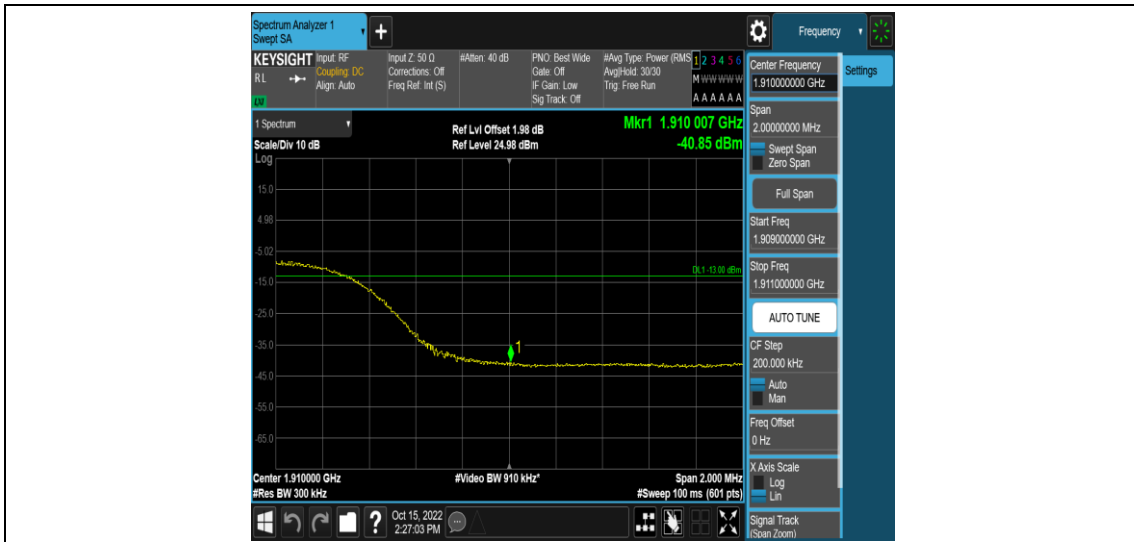 Spectrum Analyzer 1
Swept SA
+
Frequency
KEYSIGHT
RL
LXI
Input: RF
Coupling: DC
Align: Auto
Input Z: 50 Ω
Corrections: Off
Freq Ref: Int (S)
#Atten: 40 dB
PNO: Best Wide
Gate: Off
IF Gain: Low
Sig Track: Off
#Avg Type: Power (RMS
Avg|Hold: 30/30
Trig: Free Run
1 2 3 4 5 6
M W W W W W
A A A A A A
Center Frequency
1.910000000 GHz
Settings
Span
2.00000000 MHz
Swept Span
Zero Span
Full Span
Start Freq
1.909000000 GHz
Stop Freq
1.911000000 GHz
AUTO TUNE
CF Step
200.000 kHz
Auto
Man
Freq Offset
0 Hz
X Axis Scale
Log
Lin
Signal Track
(Span Zoom)
1 Spectrum
Scale/Div 10 dB
Log
Ref Lvl Offset 1.98 dB
Ref Level 24.98 dBm
Mkr1 1.910 007 GHz
-40.85 dBm
15.0
4.98
-5.02
DL1 -13.00 dBm
-15.0
-25.0
-35.0
1
-45.0
-55.0
-65.0
Center 1.910000 GHz
#Res BW 300 kHz
#Video BW 910 kHz*
Span 2.000 MHz
#Sweep 100 ms (601 pts)
?
Oct 15, 2022
2:27:03 PM